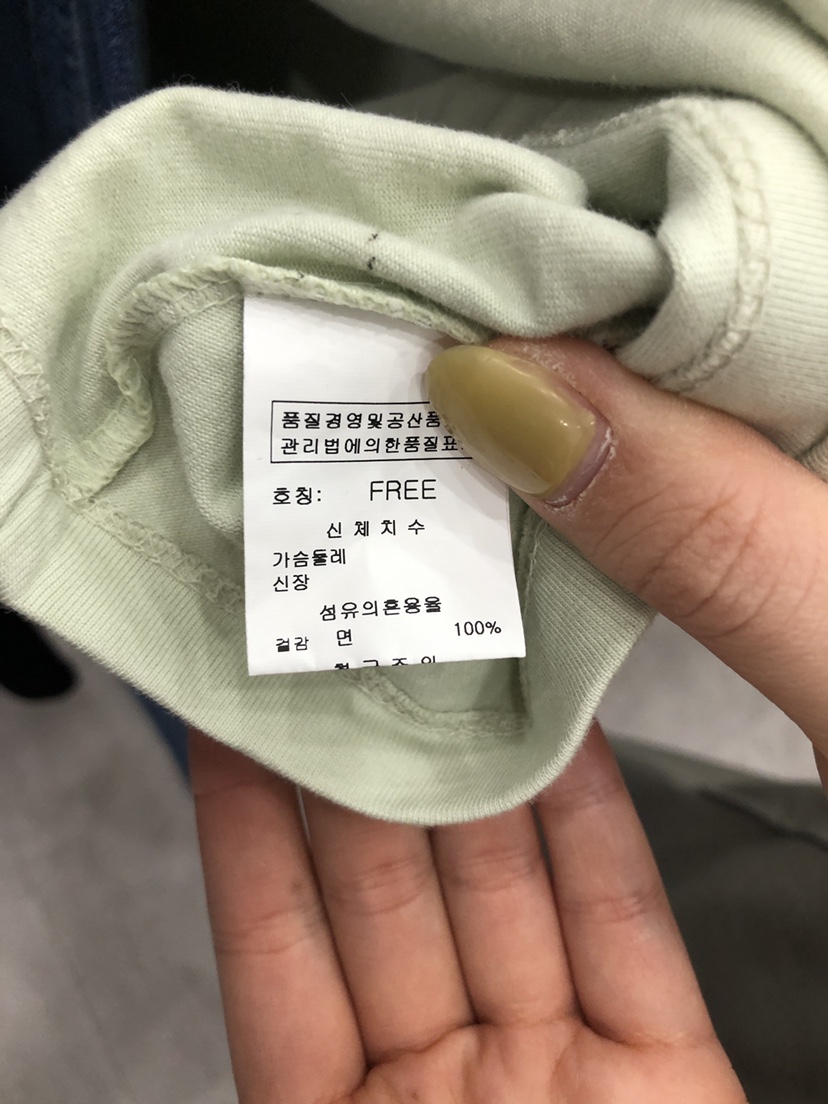 품질경영및공산품
관리법에의한품질표
호칭: FREE
신체치수
가슴둘레
신장
섬유의혼용율
겉감 면 100%